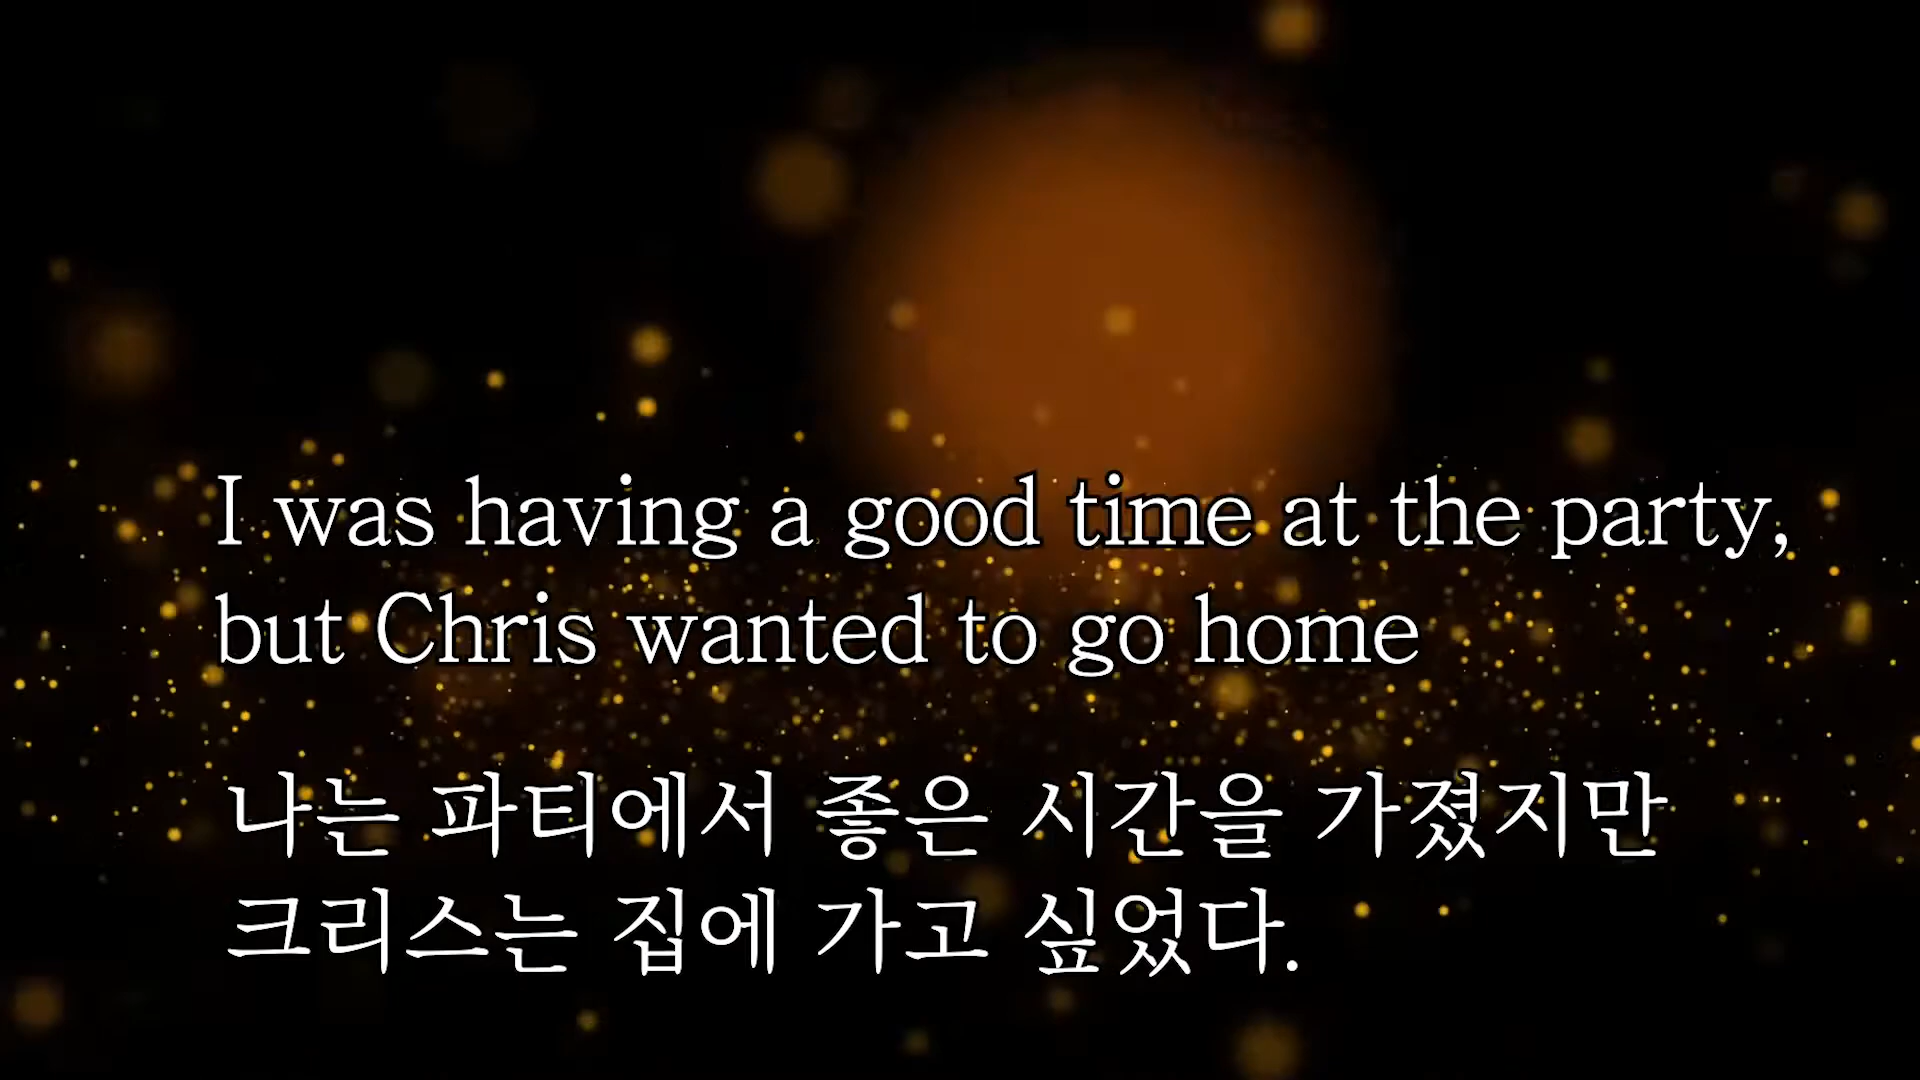 I was having a good time at the party,
but Chris wanted to go home
나는 파티에서 좋은 시간을 가졌지만
크리스는 집에 가고 싶었다.